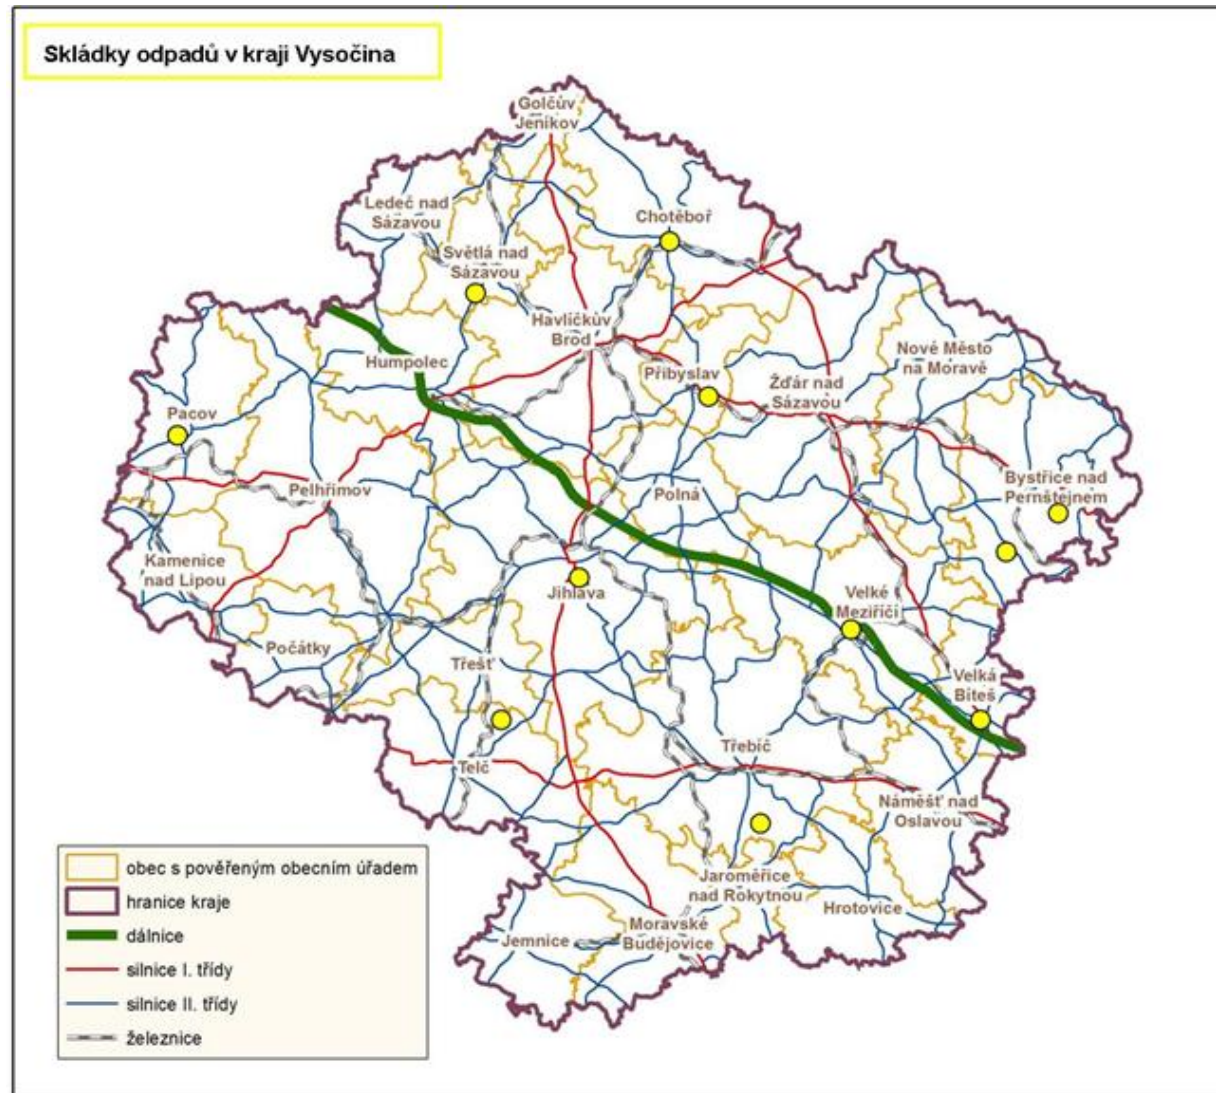 Skládky odpadů v kraji Vysočina
Golčův
Jeníkov
Ledeč nad
Sázavou
Chotěboř
Světlá nad
Sázavou
Havlíčkův
Brod
Humpolec
Přibyslav
Nové Město
na Moravě
Žďár nad
Sázavou
Pacov
Pelhřimov
Polná
Bystřice nad
Pernštejnem
Kamenice
nad Lipou
Jihlava
Velké
Meziříčí
Počátky
Třešť
Velká
Bíteš
Telč
Třebíč
Náměšť nad
Oslavou
Jaroměřice
nad Rokytnou
Hrotovice
Moravské
Budějovice
Jemnice
obec s pověřeným obecním úřadem
hranice kraje
dálnice
silnice I. třídy
silnice II. třídy
železnice